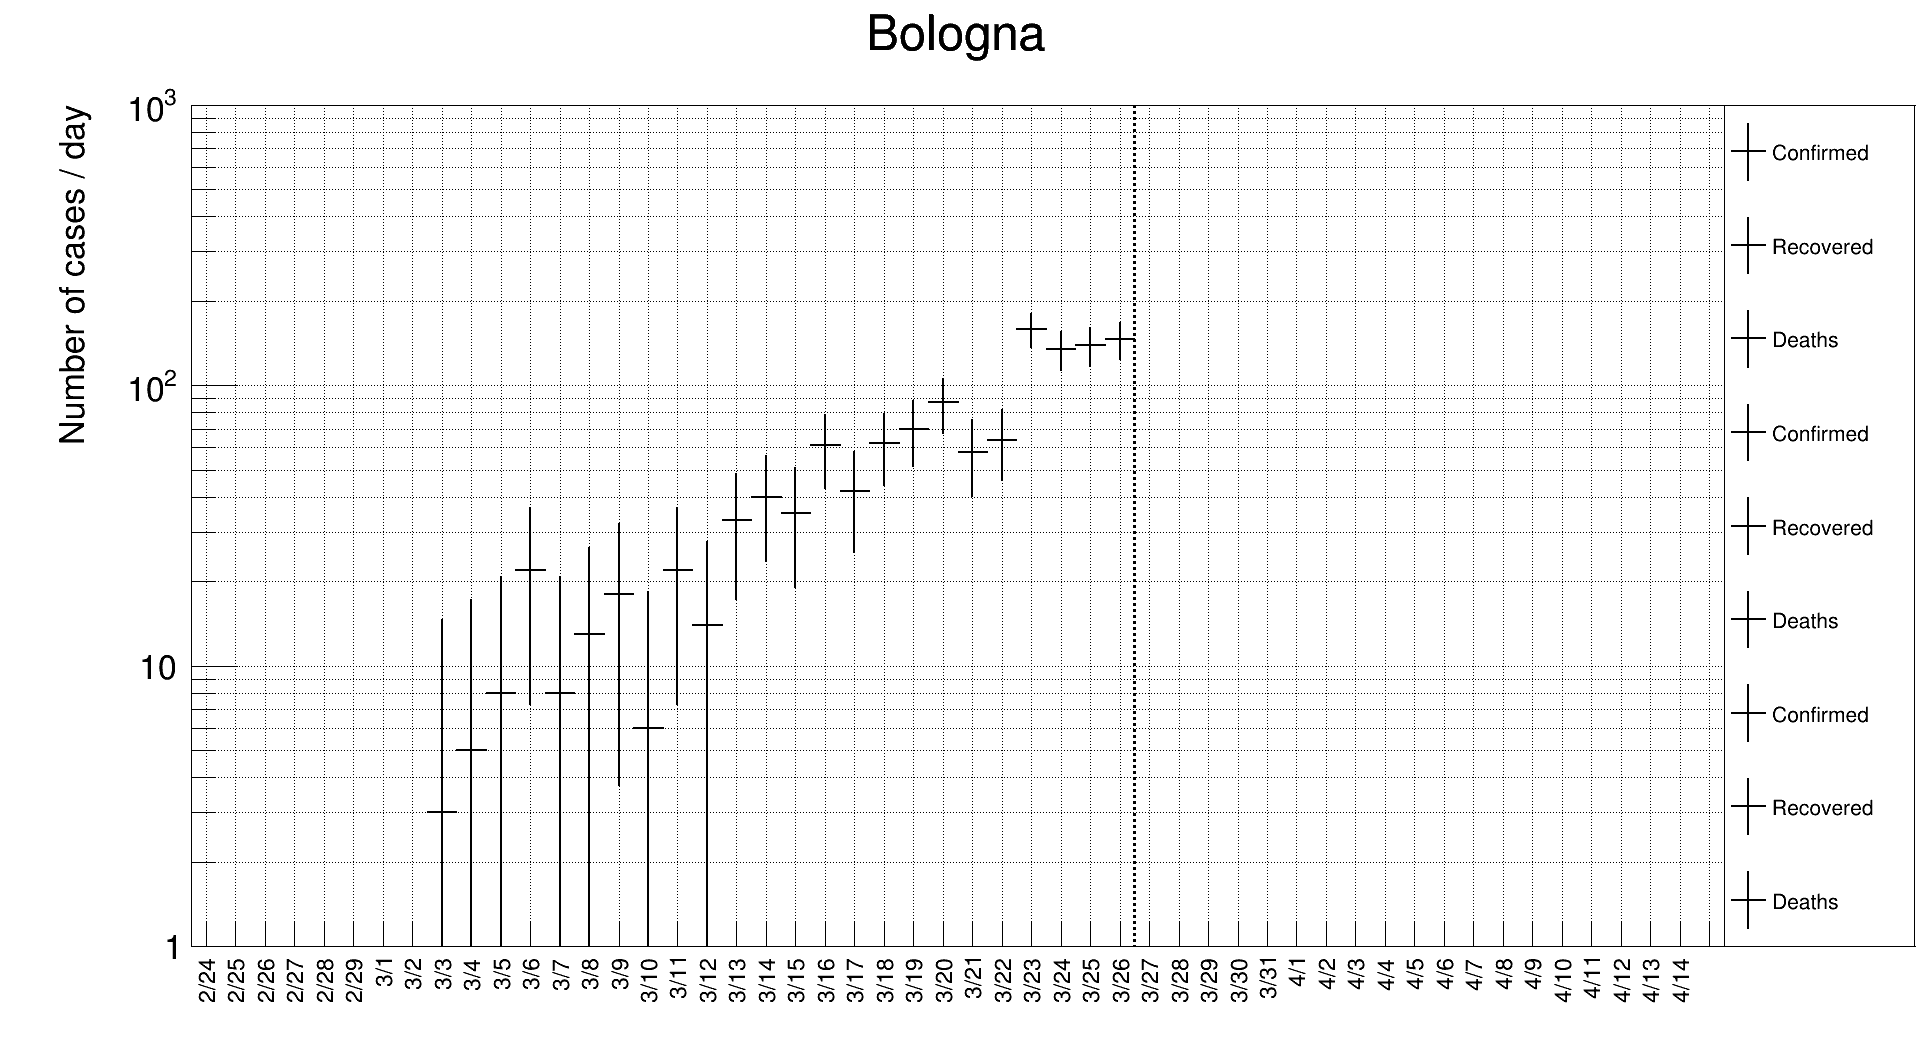 Bologna
Number of cases / day
10³
10²
10
1
2/24 2/25 2/26 2/27 2/28 2/29 3/1 3/2 3/3 3/4 3/5 3/6 3/7 3/8 3/9 3/10 3/11 3/12 3/13 3/14 3/15 3/16 3/17 3/18 3/19 3/20 3/21 3/22 3/23 3/24 3/25 3/26 3/27 3/28 3/29 3/30 3/31 4/1 4/2 4/3 4/4 4/5 4/6 4/7 4/8 4/9 4/10 4/11 4/12 4/13 4/14
Confirmed
Recovered
Deaths
Confirmed
Recovered
Deaths
Confirmed
Recovered
Deaths